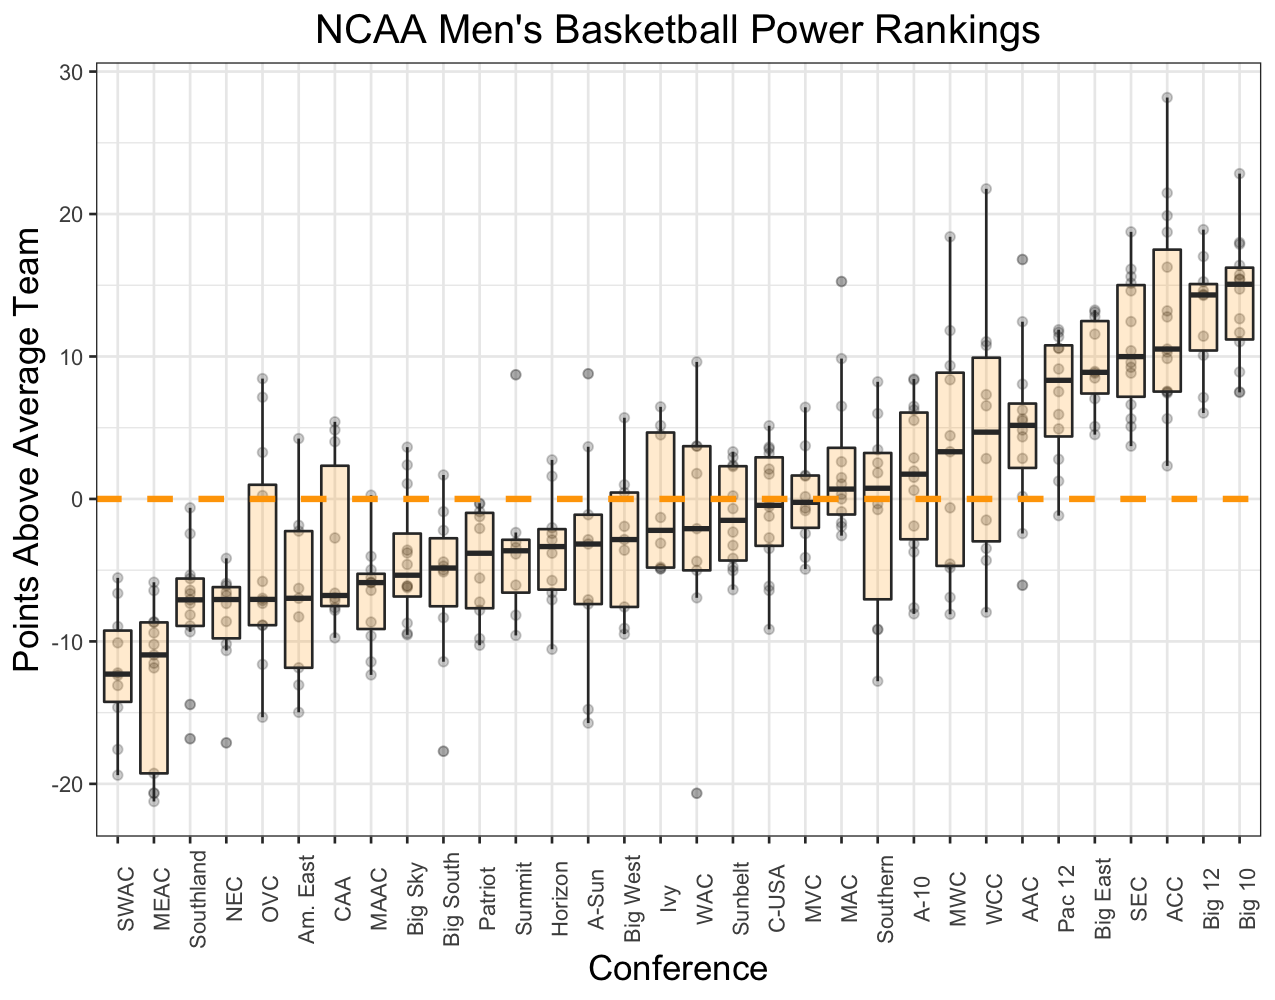 NCAA Men's Basketball Power Rankings
Points Above Average Team
30
20
10
0
-10
-20
SWAC
MEAC
Southland
NEC
OVC
Am. East
CAA
MAAC
Big Sky
Big South
Patriot
Summit
Horizon
A-Sun
Big West
Ivy
WAC
Sunbelt
C-USA
MVC
MAC
Southern
A-10
MWC
WCC
AAC
Pac 12
Big East
SEC
ACC
Big 12
Big 10
Conference